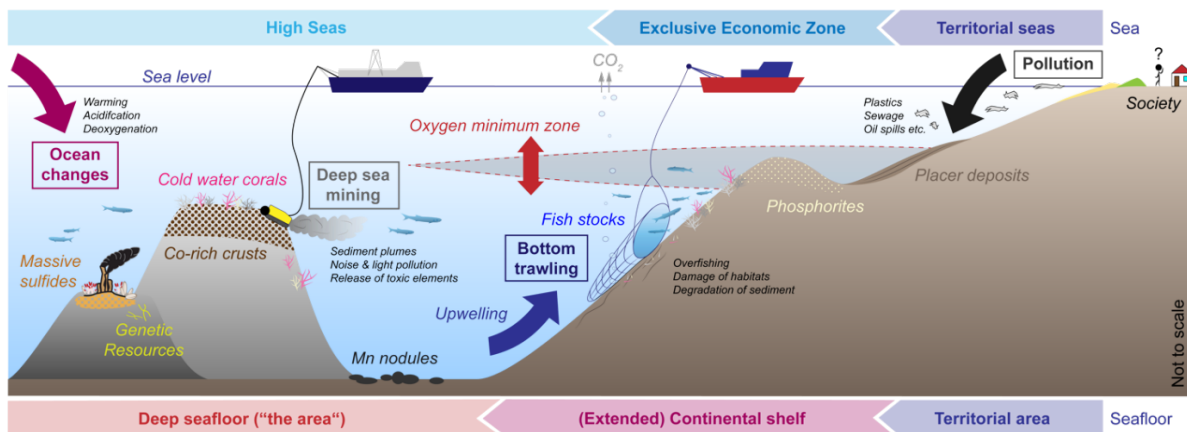 High Seas
Exclusive Economic Zone
Territorial seas
Sea
Sea level
CO2
Pollution
?
Society
Warming
Acidifcation
Deoxygenation
Ocean
changes
Plastics
Sewage
Oil spills etc.
Oxygen minimum zone
Cold water corals
Deep sea
mining
Placer deposits
Phosphorites
Fish stocks
Co-rich crusts
Sediment plumes
Noise & light pollution
Release of toxic elements
Bottom
trawling
Overfishing
Damage of habitats
Degradation of sediment
Massive
sulfides
Genetic
Resources
Upwelling
Mn nodules
Not to scale
Deep seafloor (“the area“)
(Extended) Continental shelf
Territorial area
Seafloor